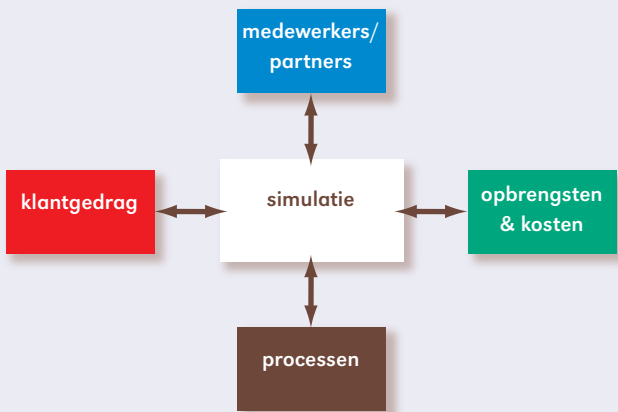 medewerkers/
partners
klantgedrag
simulatie
opbrengsten
& kosten
processen